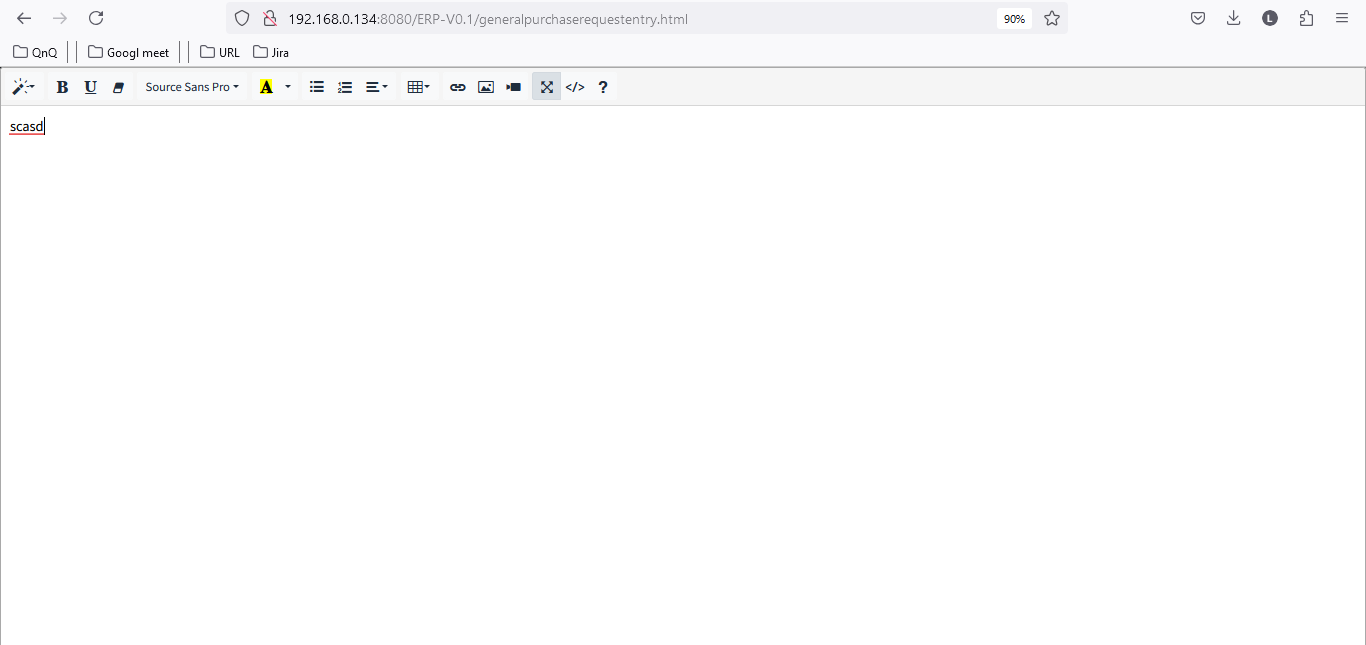 192.168.0.134:8080/ERP-V0.1/generalpurchaserequestentry.html 90% L
QnQ Googl meet URL Jira
B U Source Sans Pro A </> ?
scasd